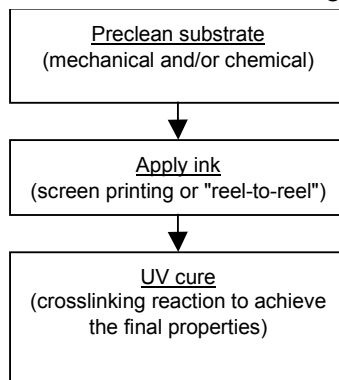 Preclean substrate
(mechanical and/or chemical)
Apply ink
(screen printing or "reel-to-reel")
UV cure
(crosslinking reaction to achieve
the final properties)